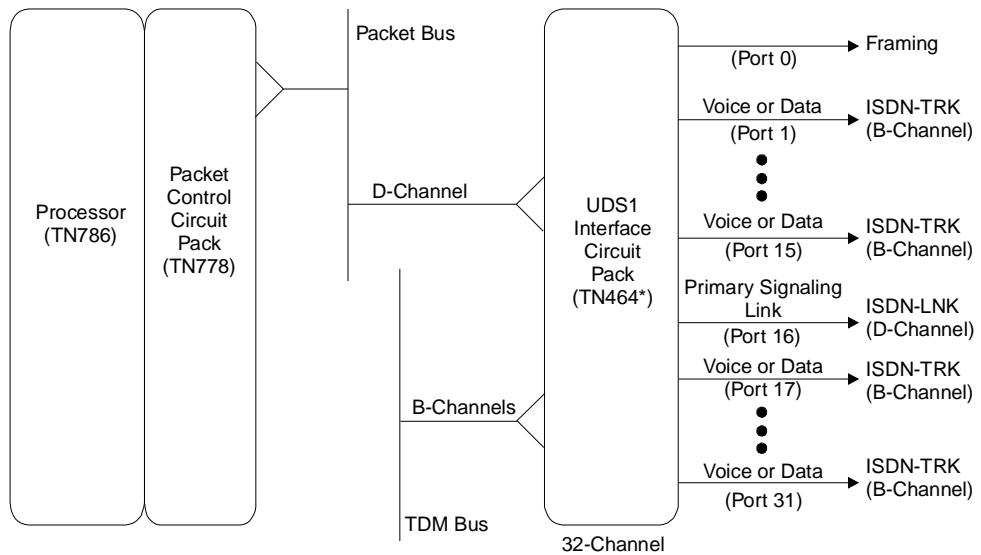 Processor
(TN786)
Packet
Control
Circuit
Pack
(TN778)
Packet Bus
D-Channel
B-Channels
TDM Bus
UDS1
Interface
Circuit
Pack
(TN464*)
32-Channel
(Port 0)
Framing
Voice or Data
(Port 1)
ISDN-TRK
(B-Channel)
Voice or Data
(Port 15)
ISDN-TRK
(B-Channel)
Primary Signaling
Link
(Port 16)
ISDN-LNK
(D-Channel)
Voice or Data
(Port 17)
ISDN-TRK
(B-Channel)
Voice or Data
(Port 31)
ISDN-TRK
(B-Channel)